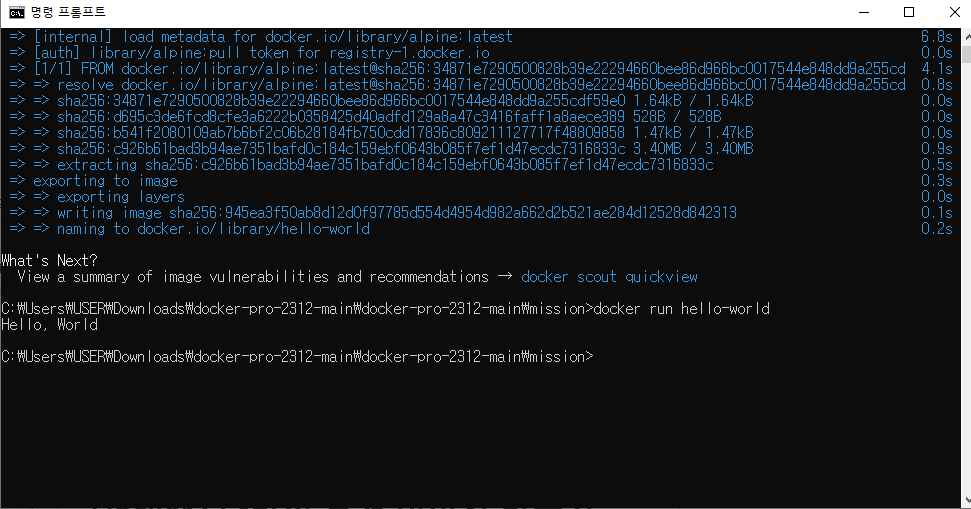 명령 프롬프트
=> [internal] load metadata for docker.io/library/alpine:latest 6.8s
=> [auth] library/alpine:pull token for registry-1.docker.io 0.0s
=> [1/1] FROM docker.io/library/alpine:latest@sha256:34871e7290500828b39e22294660bee86d966bc0017544e848dd9a255cd 4.1s
=> => resolve docker.io/library/alpine:latest@sha256:34871e7290500828b39e22294660bee86d966bc0017544e848dd9a255cd 0.8s
=> => sha256:34871e7290500828b39e22294660bee86d966bc0017544e848dd9a255cdf59e0 1.64kB / 1.64kB 0.0s
=> => sha256:d695c3de6fcd8cfe3a6222b0358425d40adfd129a8a47c3416faff1a8aece389 528B / 528B 0.0s
=> => sha256:b541f2080109ab7b6bf2c06b28184fb750cdd17836c809211127717f48809858 1.47kB / 1.47kB 0.0s
=> => sha256:c926b61bad3b94ae7351bafd0c184c159ebf0643b085f7ef1d47ecdc7316833c 3.40MB / 3.40MB 0.9s
=> => extracting sha256:c926b61bad3b94ae7351bafd0c184c159ebf0643b085f7ef1d47ecdc7316833c 0.5s
=> exporting to image 0.3s
=> => exporting layers 0.0s
=> => writing image sha256:945ea3f50ab8d12d0f97785d554d4954d982a662d2b521ae284d12528d842313 0.1s
=> => naming to docker.io/library/hello-world 0.2s
What's Next?
View a summary of image vulnerabilities and recommendations → docker scout quickview
C:₩Users₩USER₩Downloads₩docker-pro-2312-main₩docker-pro-2312-main₩mission>docker run hello-world
Hello, World
C:₩Users₩USER₩Downloads₩docker-pro-2312-main₩docker-pro-2312-main₩mission>